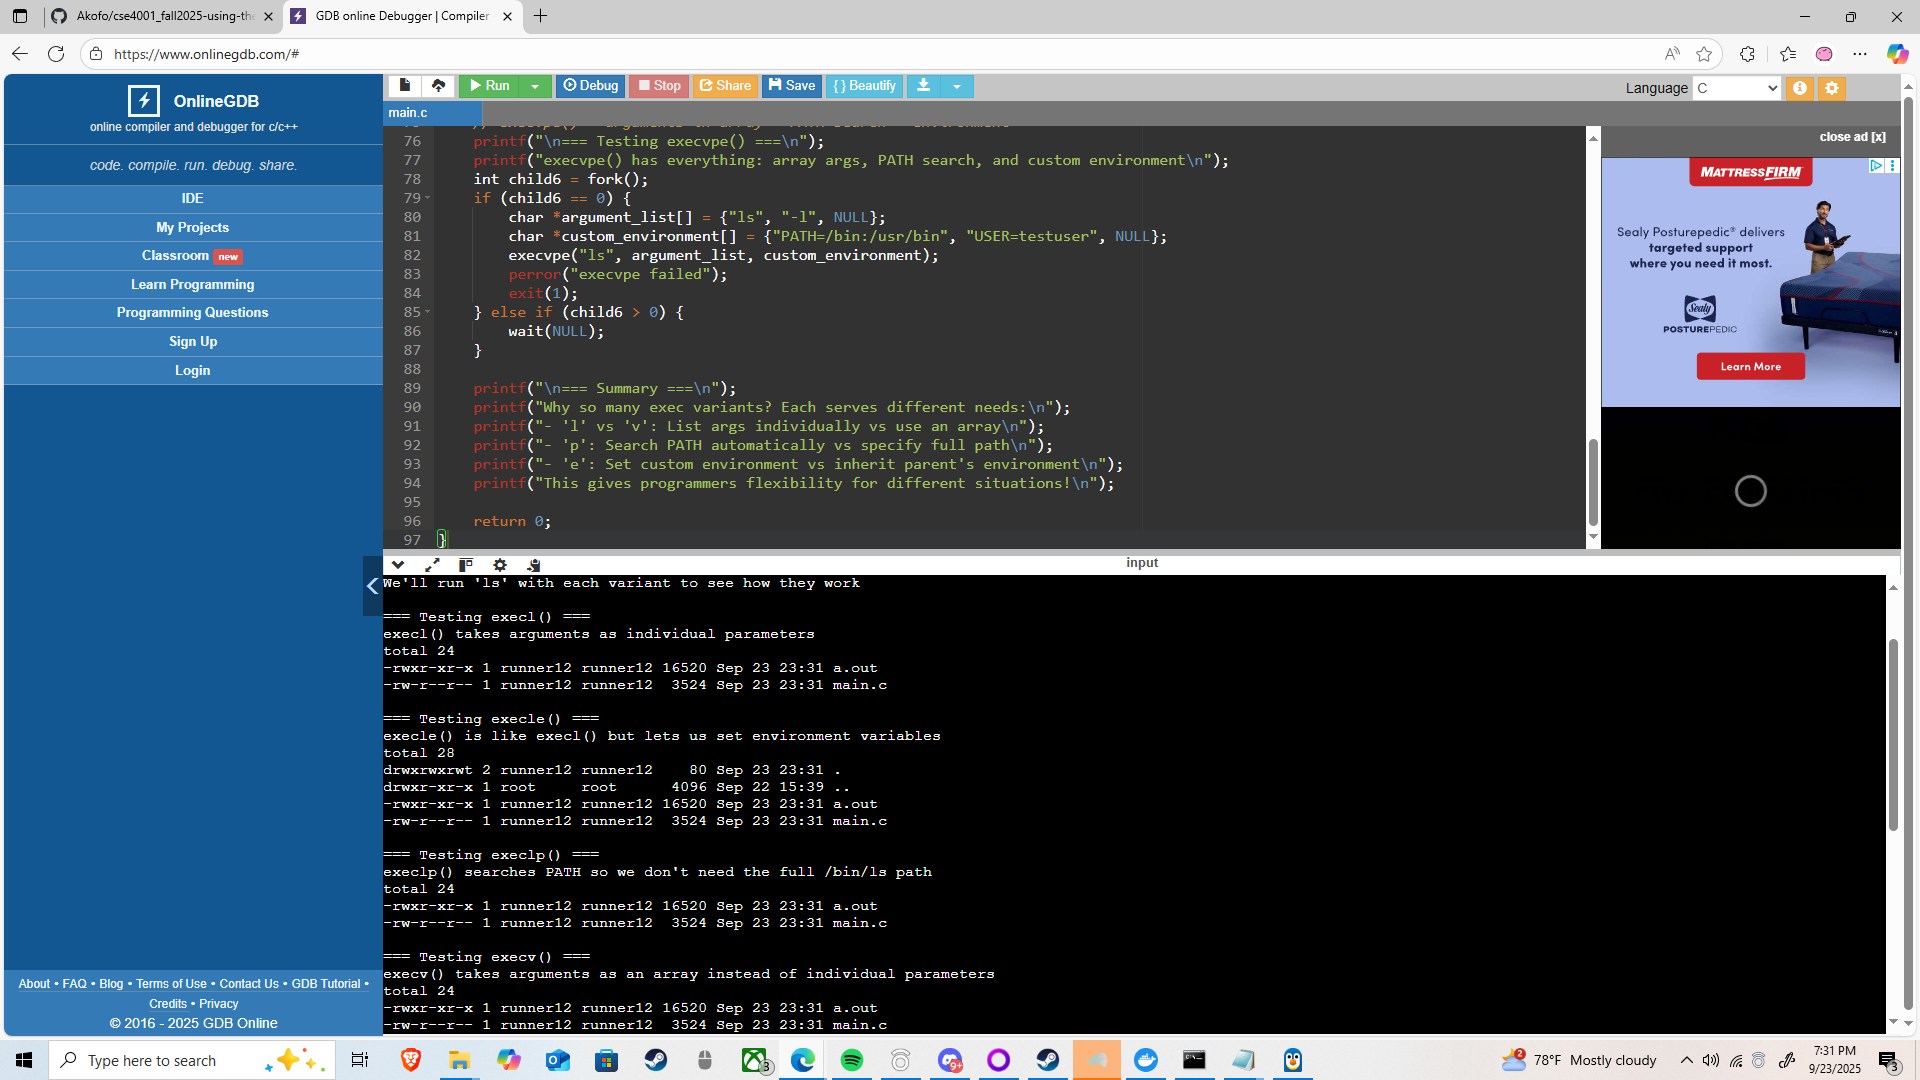 Akofo/cse4001_fall2025-using-the
GDB online Debugger | Compiler
https://www.onlinegdb.com/#
OnlineGDB
online compiler and debugger for c/c++
code. compile. run. debug. share.
IDE
My Projects
Classroom new
Learn Programming
Programming Questions
Sign Up
Login
About • FAQ • Blog • Terms of Use • Contact Us • GDB Tutorial •
Credits • Privacy
© 2016 - 2025 GDB Online
Run
Debug
Stop
Share
Save
{ } Beautify
Language C
main.c
76 printf("\n=== Testing execvpe() ===\n");
77 printf("execvpe() has everything: array args, PATH search, and custom environment\n");
78 int child6 = fork();
79 if (child6 == 0) {
80 char *argument_list[] = {"ls", "-l", NULL};
81 char *custom_environment[] = {"PATH=/bin:/usr/bin", "USER=testuser", NULL};
82 execvpe("ls", argument_list, custom_environment);
83 perror("execvpe failed");
84 exit(1);
85 } else if (child6 > 0) {
86 wait(NULL);
87 }
88
89 printf("\n=== Summary ===\n");
90 printf("Why so many exec variants? Each serves different needs:\n");
91 printf("- 'l' vs 'v': List args individually vs use an array\n");
92 printf("- 'p': Search PATH automatically vs specify full path\n");
93 printf("- 'e': Set custom environment vs inherit parent's environment\n");
94 printf("This gives programmers flexibility for different situations!\n");
95
96 return 0;
97 }
close ad [x]
MATTRESSFIRM
Sealy Posturepedic® delivers
targeted support
where you need it most.
Sealy
POSTUREPEDIC
Learn More
input
We'll run 'ls' with each variant to see how they work
=== Testing execl() ===
execl() takes arguments as individual parameters
total 24
-rwxr-xr-x 1 runner12 runner12 16520 Sep 23 23:31 a.out
-rw-r--r-- 1 runner12 runner12  3524 Sep 23 23:31 main.c
=== Testing execle() ===
execle() is like execl() but lets us set environment variables
total 28
drwxrwxrwt 2 runner12 runner12    80 Sep 23 23:31 .
drwxr-xr-x 1 root     root      4096 Sep 22 15:39 ..
-rwxr-xr-x 1 runner12 runner12 16520 Sep 23 23:31 a.out
-rw-r--r-- 1 runner12 runner12  3524 Sep 23 23:31 main.c
=== Testing execlp() ===
execlp() searches PATH so we don't need the full /bin/ls path
total 24
-rwxr-xr-x 1 runner12 runner12 16520 Sep 23 23:31 a.out
-rw-r--r-- 1 runner12 runner12  3524 Sep 23 23:31 main.c
=== Testing execv() ===
execv() takes arguments as an array instead of individual parameters
total 24
-rwxr-xr-x 1 runner12 runner12 16520 Sep 23 23:31 a.out
-rw-r--r-- 1 runner12 runner12  3524 Sep 23 23:31 main.c
Type here to search
3
9+
2
78°F Mostly cloudy
7:31 PM
9/23/2025
3